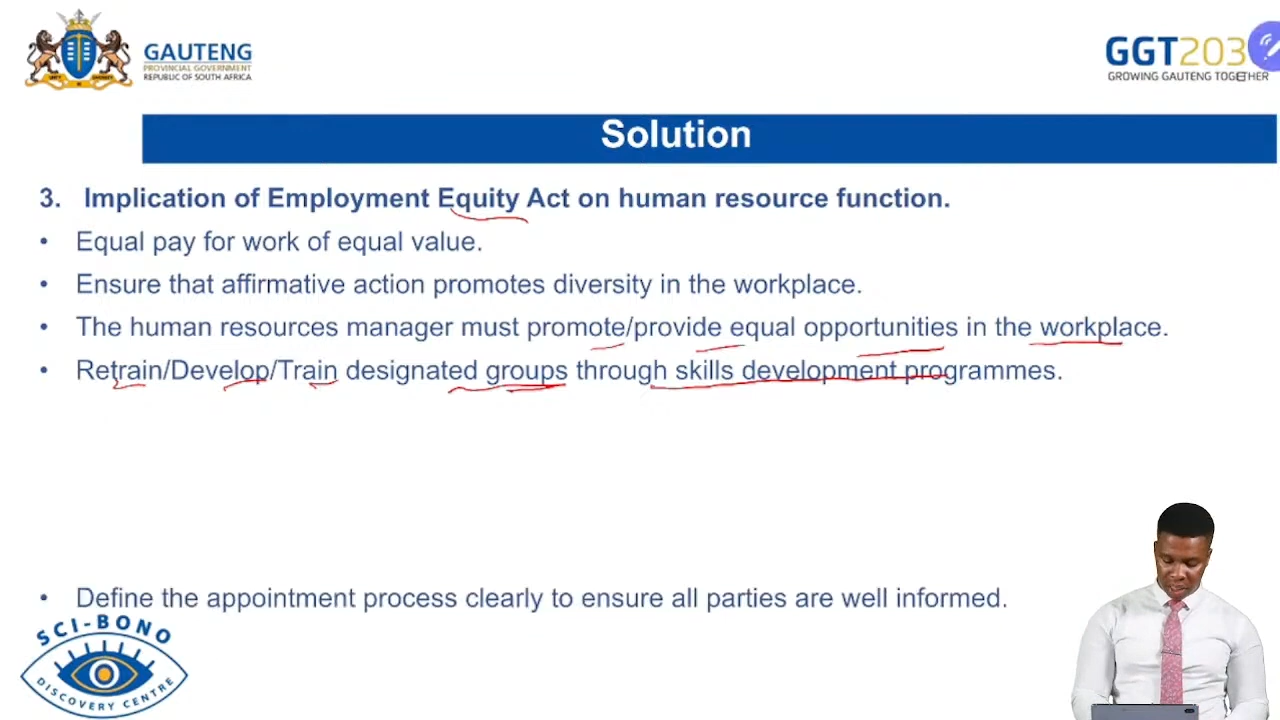 GAUTENG
PROVINCIAL GOVERNMENT
REPUBLIC OF SOUTH AFRICA
GGT203
GROWING GAUTENG TOGETHER
Solution
3. Implication of Employment Equity Act on human resource function.
• Equal pay for work of equal value.
• Ensure that affirmative action promotes diversity in the workplace.
• The human resources manager must promote/provide equal opportunities in the workplace.
• Retrain/Develop/Train designated groups through skills development programmes.
• Define the appointment process clearly to ensure all parties are well informed.
SCI-BONO
DISCOVERY CENTRE